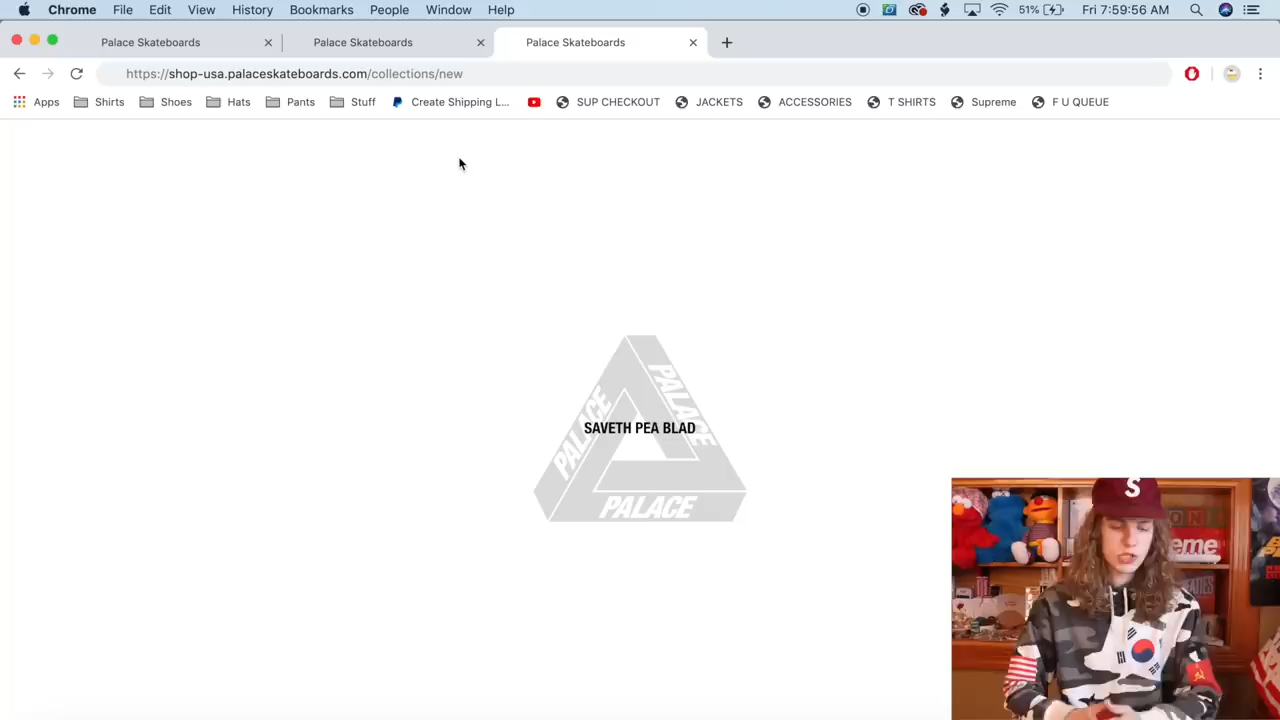 Chrome File Edit View History Bookmarks People Window Help 51% Fri 7:59:56 AM
Palace Skateboards Palace Skateboards Palace Skateboards
https://shop-usa.palaceskateboards.com/collections/new
Apps Shirts Shoes Hats Pants Stuff Create Shipping L... SUP CHECKOUT JACKETS ACCESSORIES T SHIRTS Supreme F U QUEUE
PALACE
PALACE
SAVETH PEA BLAD
PALACE
S
eme